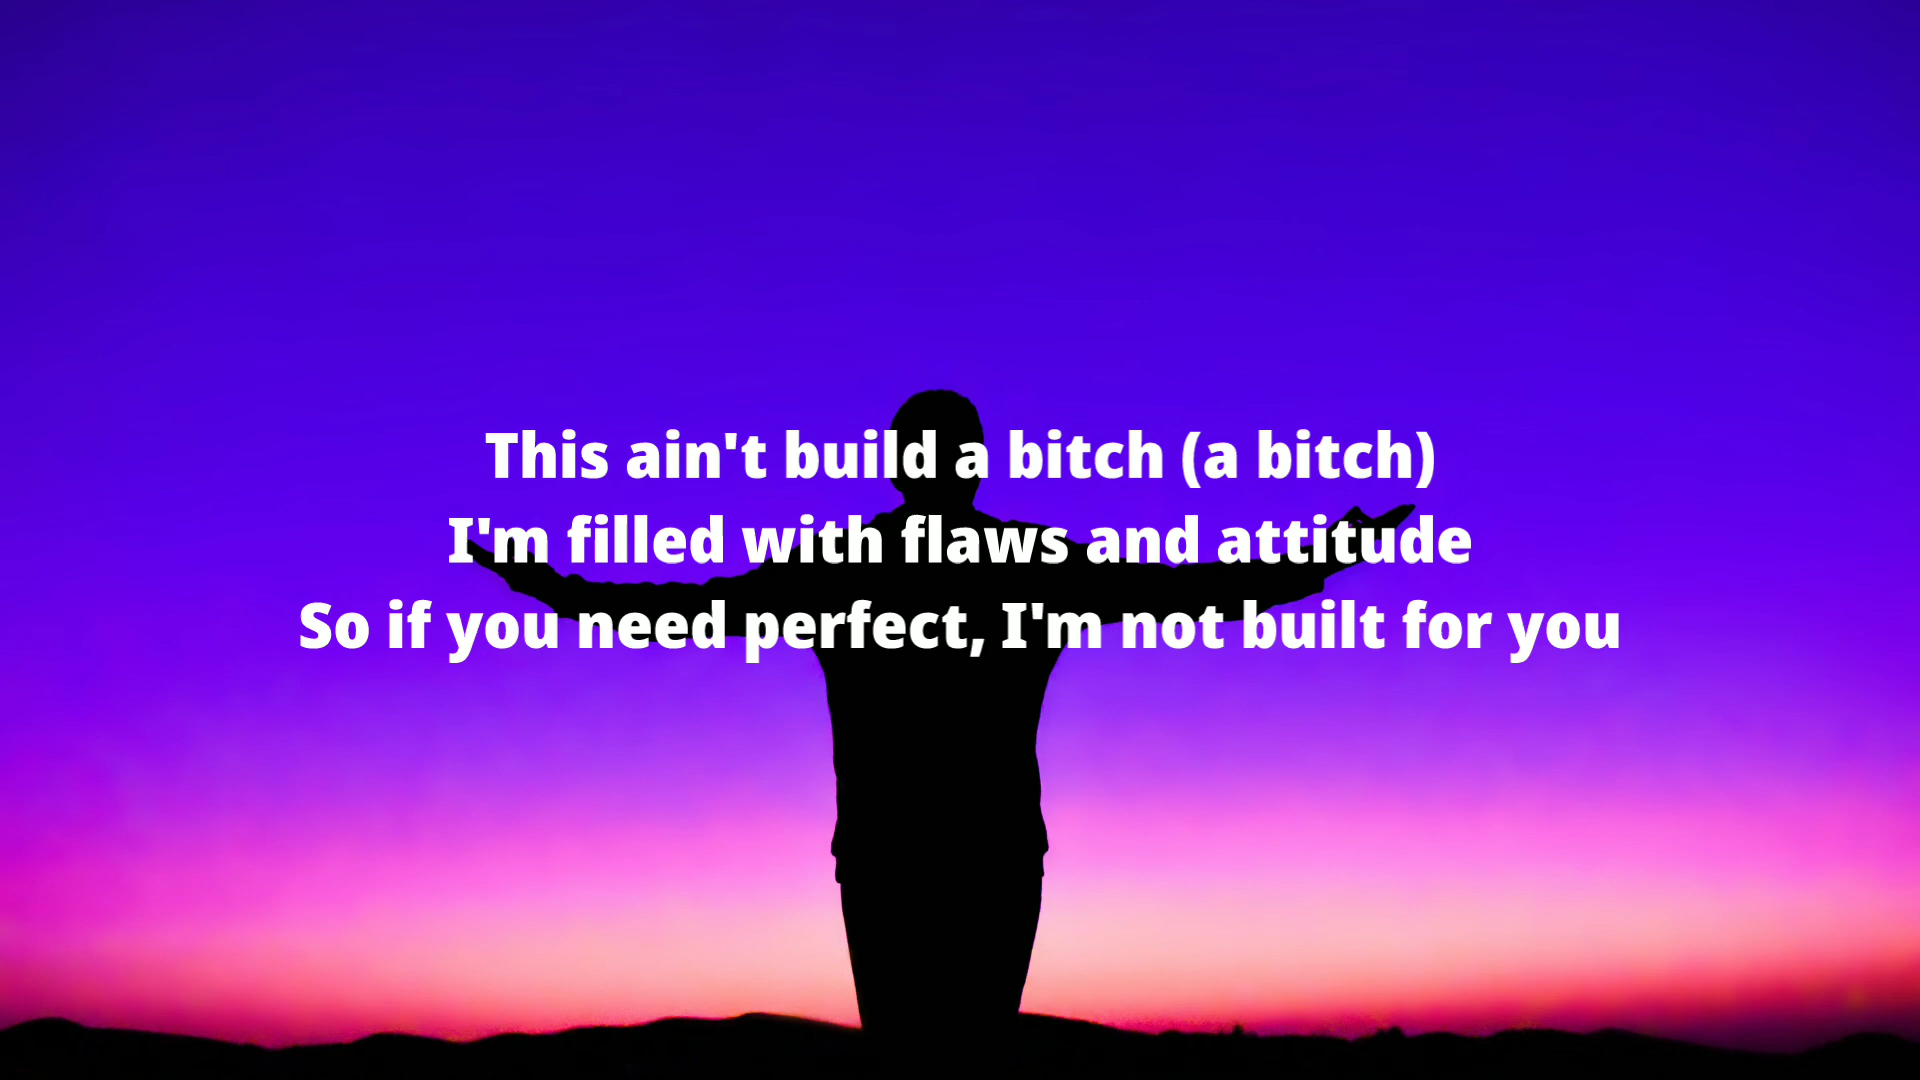 This ain't build a bitch (a bitch)
I'm filled with flaws and attitude
So if you need perfect, I'm not built for you